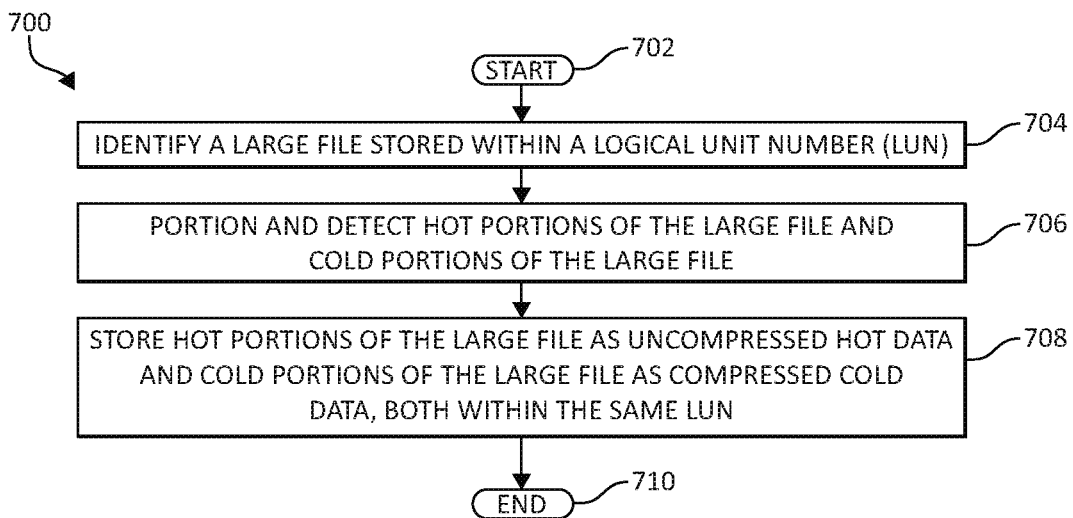 700
START
702
IDENTIFY A LARGE FILE STORED WITHIN A LOGICAL UNIT NUMBER (LUN)
704
PORTION AND DETECT HOT PORTIONS OF THE LARGE FILE AND
COLD PORTIONS OF THE LARGE FILE
706
STORE HOT PORTIONS OF THE LARGE FILE AS UNCOMPRESSED HOT DATA
AND COLD PORTIONS OF THE LARGE FILE AS COMPRESSED COLD
DATA, BOTH WITHIN THE SAME LUN
708
END
710